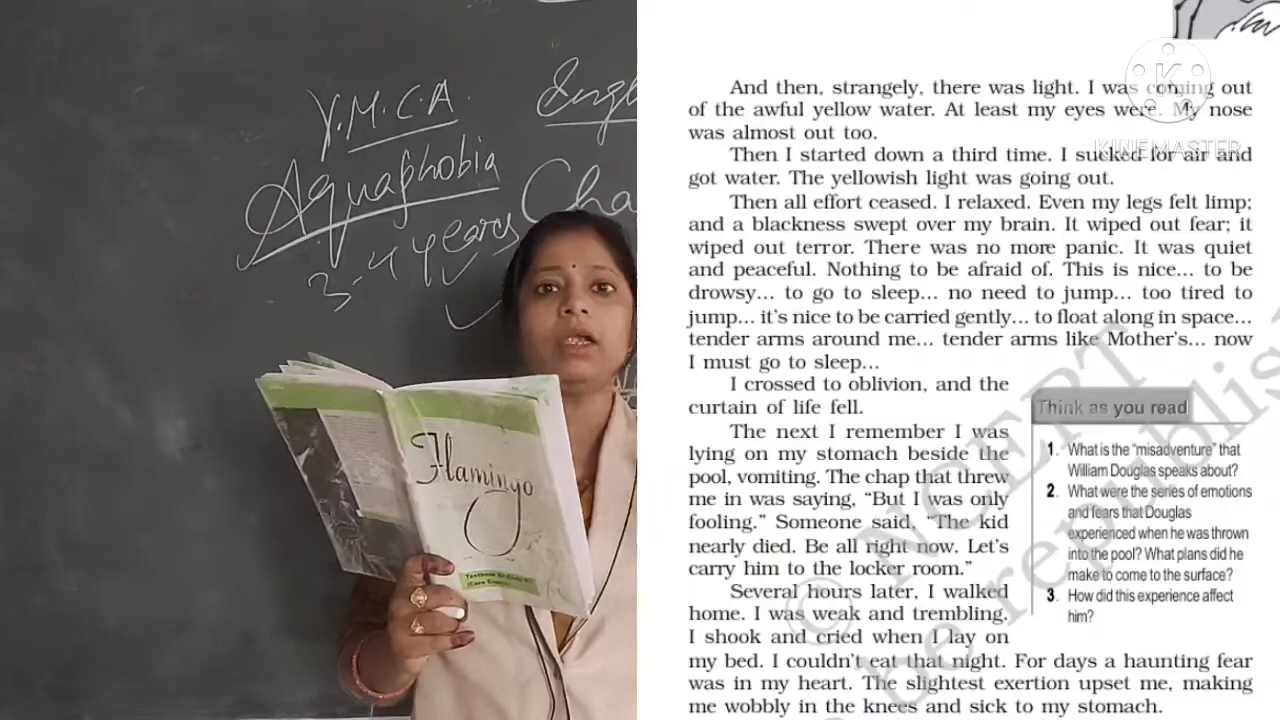 Y.M.C.A
Aquaphobia
3-4 years
Engl
Cha
Flamingo
And then, strangely, there was light. I was coming out
of the awful yellow water. At least my eyes were. My nose
was almost out too.
Then I started down a third time. I sucked for air and
got water. The yellowish light was going out.
Then all effort ceased. I relaxed. Even my legs felt limp;
and a blackness swept over my brain. It wiped out fear; it
wiped out terror. There was no more panic. It was quiet
and peaceful. Nothing to be afraid of. This is nice... to be
drowsy... to go to sleep... no need to jump... too tired to
jump... it's nice to be carried gently... to float along in space...
tender arms around me... tender arms like Mother's... now
I must go to sleep...
I crossed to oblivion, and the
curtain of life fell.
The next I remember I was
lying on my stomach beside the
pool, vomiting. The chap that threw
me in was saying, “But I was only
fooling.” Someone said, “The kid
nearly died. Be all right now. Let's
carry him to the locker room.”
Several hours later, I walked
home. I was weak and trembling.
I shook and cried when I lay on
my bed. I couldn't eat that night. For days a haunting fear
was in my heart. The slightest exertion upset me, making
me wobbly in the knees and sick to my stomach.
Think as you read
1. What is the “misadventure” that
William Douglas speaks about?
2. What were the series of emotions
and fears that Douglas
experienced when he was thrown
into the pool? What plans did he
make to come to the surface?
3. How did this experience affect
him?
© NCERT
be republis
KINEMASTER